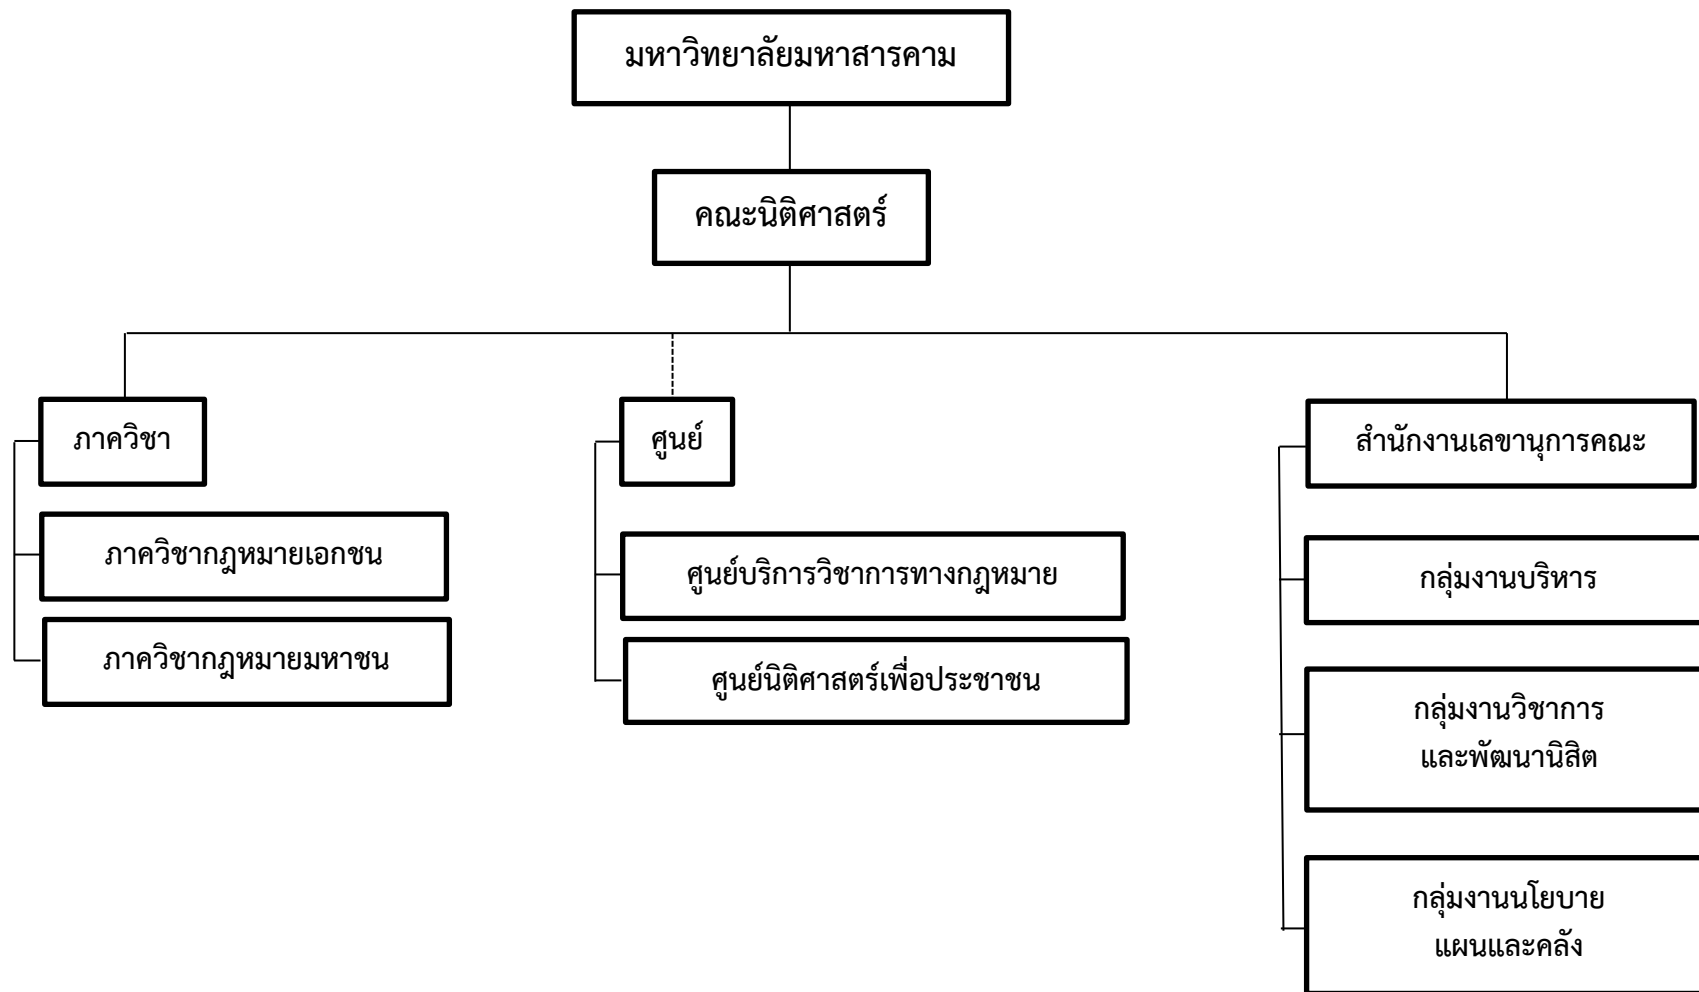 มหาวิทยาลัยมหาสารคาม
คณะนิติศาสตร์
ภาควิชา
ภาควิชากฎหมายเอกชน
ภาควิชากฎหมายมหาชน
ศูนย์
ศูนย์บริการวิชาการทางกฎหมาย
ศูนย์นิติศาสตร์เพื่อประชาชน
สำนักงานเลขานุการคณะ
กลุ่มงานบริหาร
กลุ่มงานวิชาการ
และพัฒนานิสิต
กลุ่มงานนโยบาย
แผนและคลัง